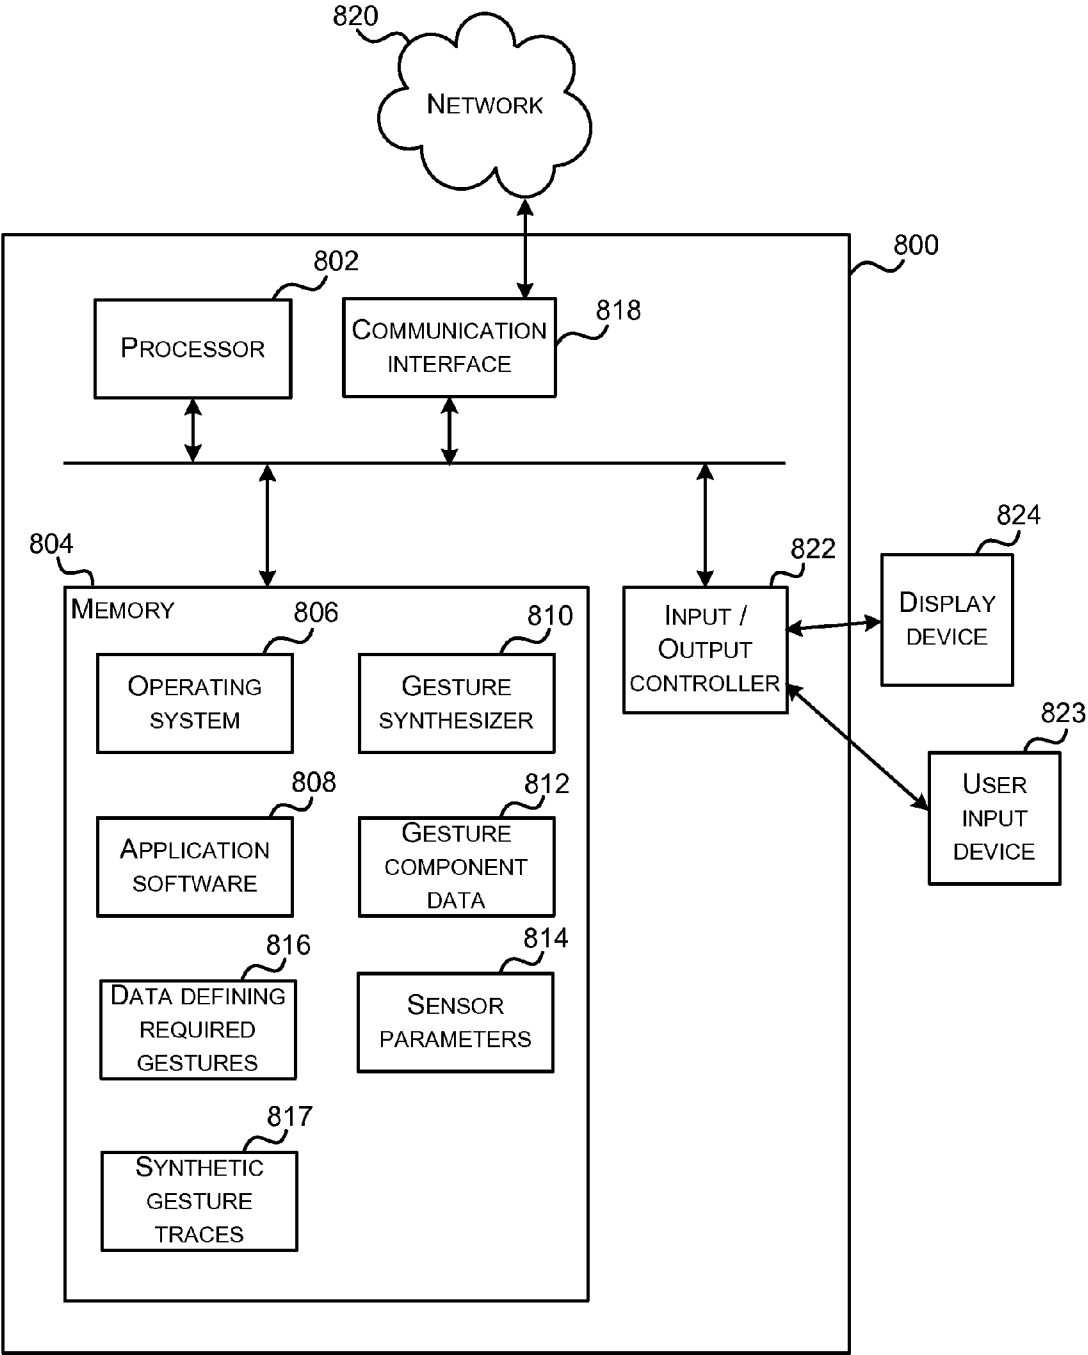 820
NETWORK
800
802
PROCESSOR
818
COMMUNICATION
INTERFACE
804
MEMORY
806
OPERATING
SYSTEM
810
GESTURE
SYNTHESIZER
808
APPLICATION
SOFTWARE
812
GESTURE
COMPONENT
DATA
816
DATA DEFINING
REQUIRED
GESTURES
814
SENSOR
PARAMETERS
817
SYNTHETIC
GESTURE
TRACES
822
INPUT /
OUTPUT
CONTROLLER
824
DISPLAY
DEVICE
823
USER
INPUT
DEVICE